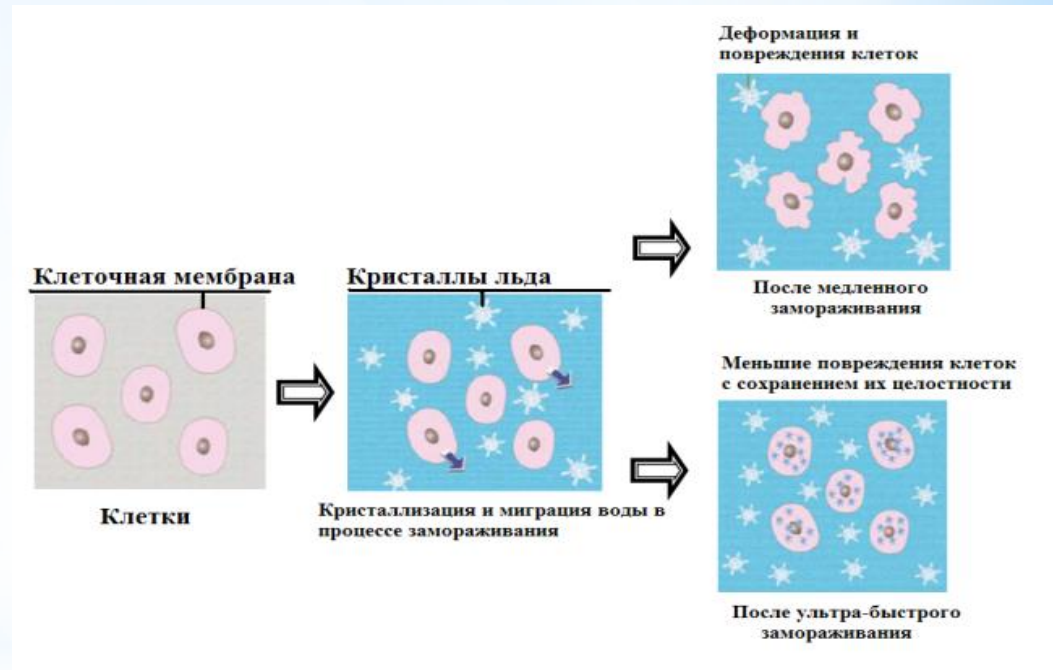 Деформация и
повреждения клеток
После медленного
замораживания
Клеточная мембрана
Кристаллы льда
Клетки
Кристаллизация и миграция воды в
процессе замораживания
Меньшие повреждения клеток
с сохранением их целостности
После ультра-быстрого
замораживания